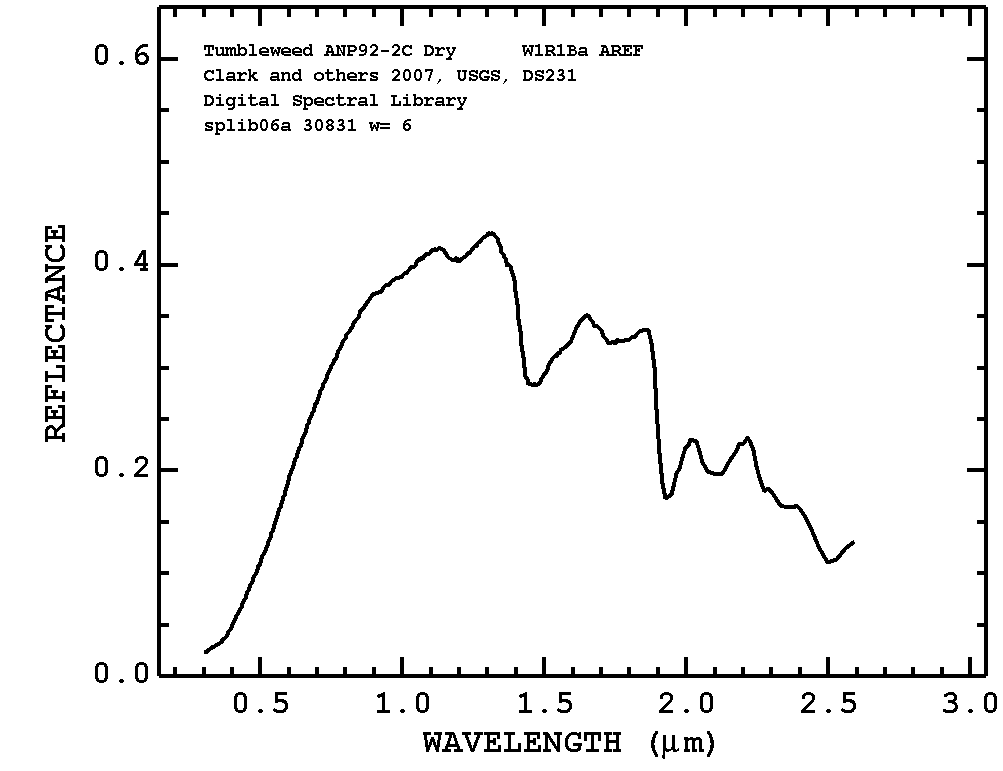 Tumbleweed ANP92-2C Dry W1R1Ba AREF
Clark and others 2007, USGS, DS231
Digital Spectral Library
splib06a 30831 w= 6
REFLECTANCE
0.6
0.4
0.2
0.0
0.5 1.0 1.5 2.0 2.5 3.0
WAVELENGTH (μm)